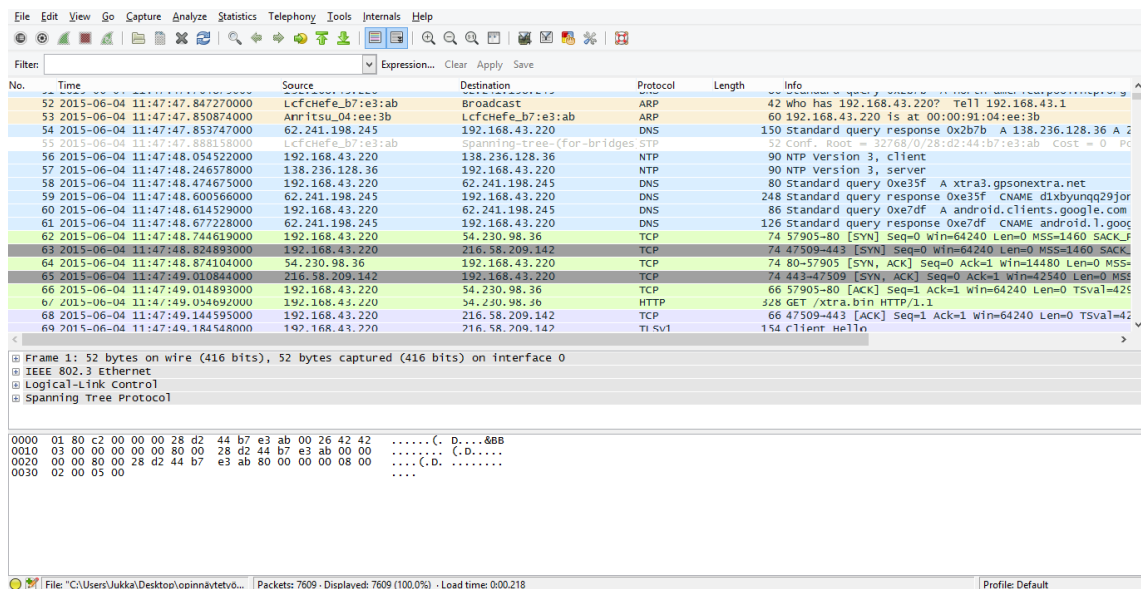 File Edit View Go Capture Analyze Statistics Telephony Tools Internals Help
Filter: Expression... Clear Apply Save
No. Time Source Destination Protocol Length Info
52 2015-06-04 11:47:47.847270000 LcfcHefe_b7:e3:ab Broadcast ARP 42 Who has 192.168.43.220? Tell 192.168.43.1
53 2015-06-04 11:47:47.850874000 Anritsu_04:ee:3b LcfcHefe_b7:e3:ab ARP 60 192.168.43.220 is at 00:00:91:04:ee:3b
54 2015-06-04 11:47:47.853747000 62.241.198.245 192.168.43.220 DNS 150 Standard query response 0x2b7b A 138.236.128.36 A 2
55 2015-06-04 11:47:47.888158000 LcfcHefe_b7:e3:ab Spanning-tree-(for-bridges STP 52 Conf. Root = 32768/0/28:d2:44:b7:e3:ab Cost = 0 Po
56 2015-06-04 11:47:48.054522000 192.168.43.220 138.236.128.36 NTP 90 NTP Version 3, client
57 2015-06-04 11:47:48.246578000 138.236.128.36 192.168.43.220 NTP 90 NTP Version 3, server
58 2015-06-04 11:47:48.474675000 192.168.43.220 62.241.198.245 DNS 80 Standard query 0xe35f A xtra3.gpsonextra.net
59 2015-06-04 11:47:48.600566000 62.241.198.245 192.168.43.220 DNS 248 Standard query response 0xe35f CNAME d1xbyunqq29jor
60 2015-06-04 11:47:48.614529000 192.168.43.220 62.241.198.245 DNS 86 Standard query 0xe7df A android.clients.google.com
61 2015-06-04 11:47:48.677228000 62.241.198.245 192.168.43.220 DNS 126 Standard query response 0xe7df CNAME android.l.goog
62 2015-06-04 11:47:48.744619000 192.168.43.220 54.230.98.36 TCP 74 57905→80 [SYN] Seq=0 Win=64240 Len=0 MSS=1460 SACK_P
63 2015-06-04 11:47:48.824893000 192.168.43.220 216.58.209.142 TCP 74 47509→443 [SYN] Seq=0 Win=64240 Len=0 MSS=1460 SACK_
64 2015-06-04 11:47:48.874104000 54.230.98.36 192.168.43.220 TCP 74 80→57905 [SYN, ACK] Seq=0 Ack=1 Win=14480 Len=0 MSS=
65 2015-06-04 11:47:49.010844000 216.58.209.142 192.168.43.220 TCP 74 443→47509 [SYN, ACK] Seq=0 Ack=1 Win=42540 Len=0 MSS
66 2015-06-04 11:47:49.014893000 192.168.43.220 54.230.98.36 TCP 66 57905→80 [ACK] Seq=1 Ack=1 Win=64240 Len=0 TSval=429
67 2015-06-04 11:47:49.054692000 192.168.43.220 54.230.98.36 HTTP 328 GET /xtra.bin HTTP/1.1
68 2015-06-04 11:47:49.144595000 192.168.43.220 216.58.209.142 TCP 66 47509→443 [ACK] Seq=1 Ack=1 Win=64240 Len=0 TSval=42
69 2015-06-04 11:47:49.184548000 192.168.43.220 216.58.209.142 TLSv1 154 Client Hello
Frame 1: 52 bytes on wire (416 bits), 52 bytes captured (416 bits) on interface 0
IEEE 802.3 Ethernet
Logical-Link Control
Spanning Tree Protocol
0000 01 80 c2 00 00 00 28 d2 44 b7 e3 ab 00 26 42 42 ......(. D....&BB
0010 03 00 00 00 00 00 80 00 28 d2 44 b7 e3 ab 00 00 ........ (.D.....
0020 00 00 80 00 28 d2 44 b7 e3 ab 80 00 00 00 08 00 ....(.D. ........
0030 02 00 05 00 ....
File: "C:\Users\Jukka\Desktop\opinnäytetyö... Packets: 7609 · Displayed: 7609 (100,0%) · Load time: 0:00.218 Profile: Default